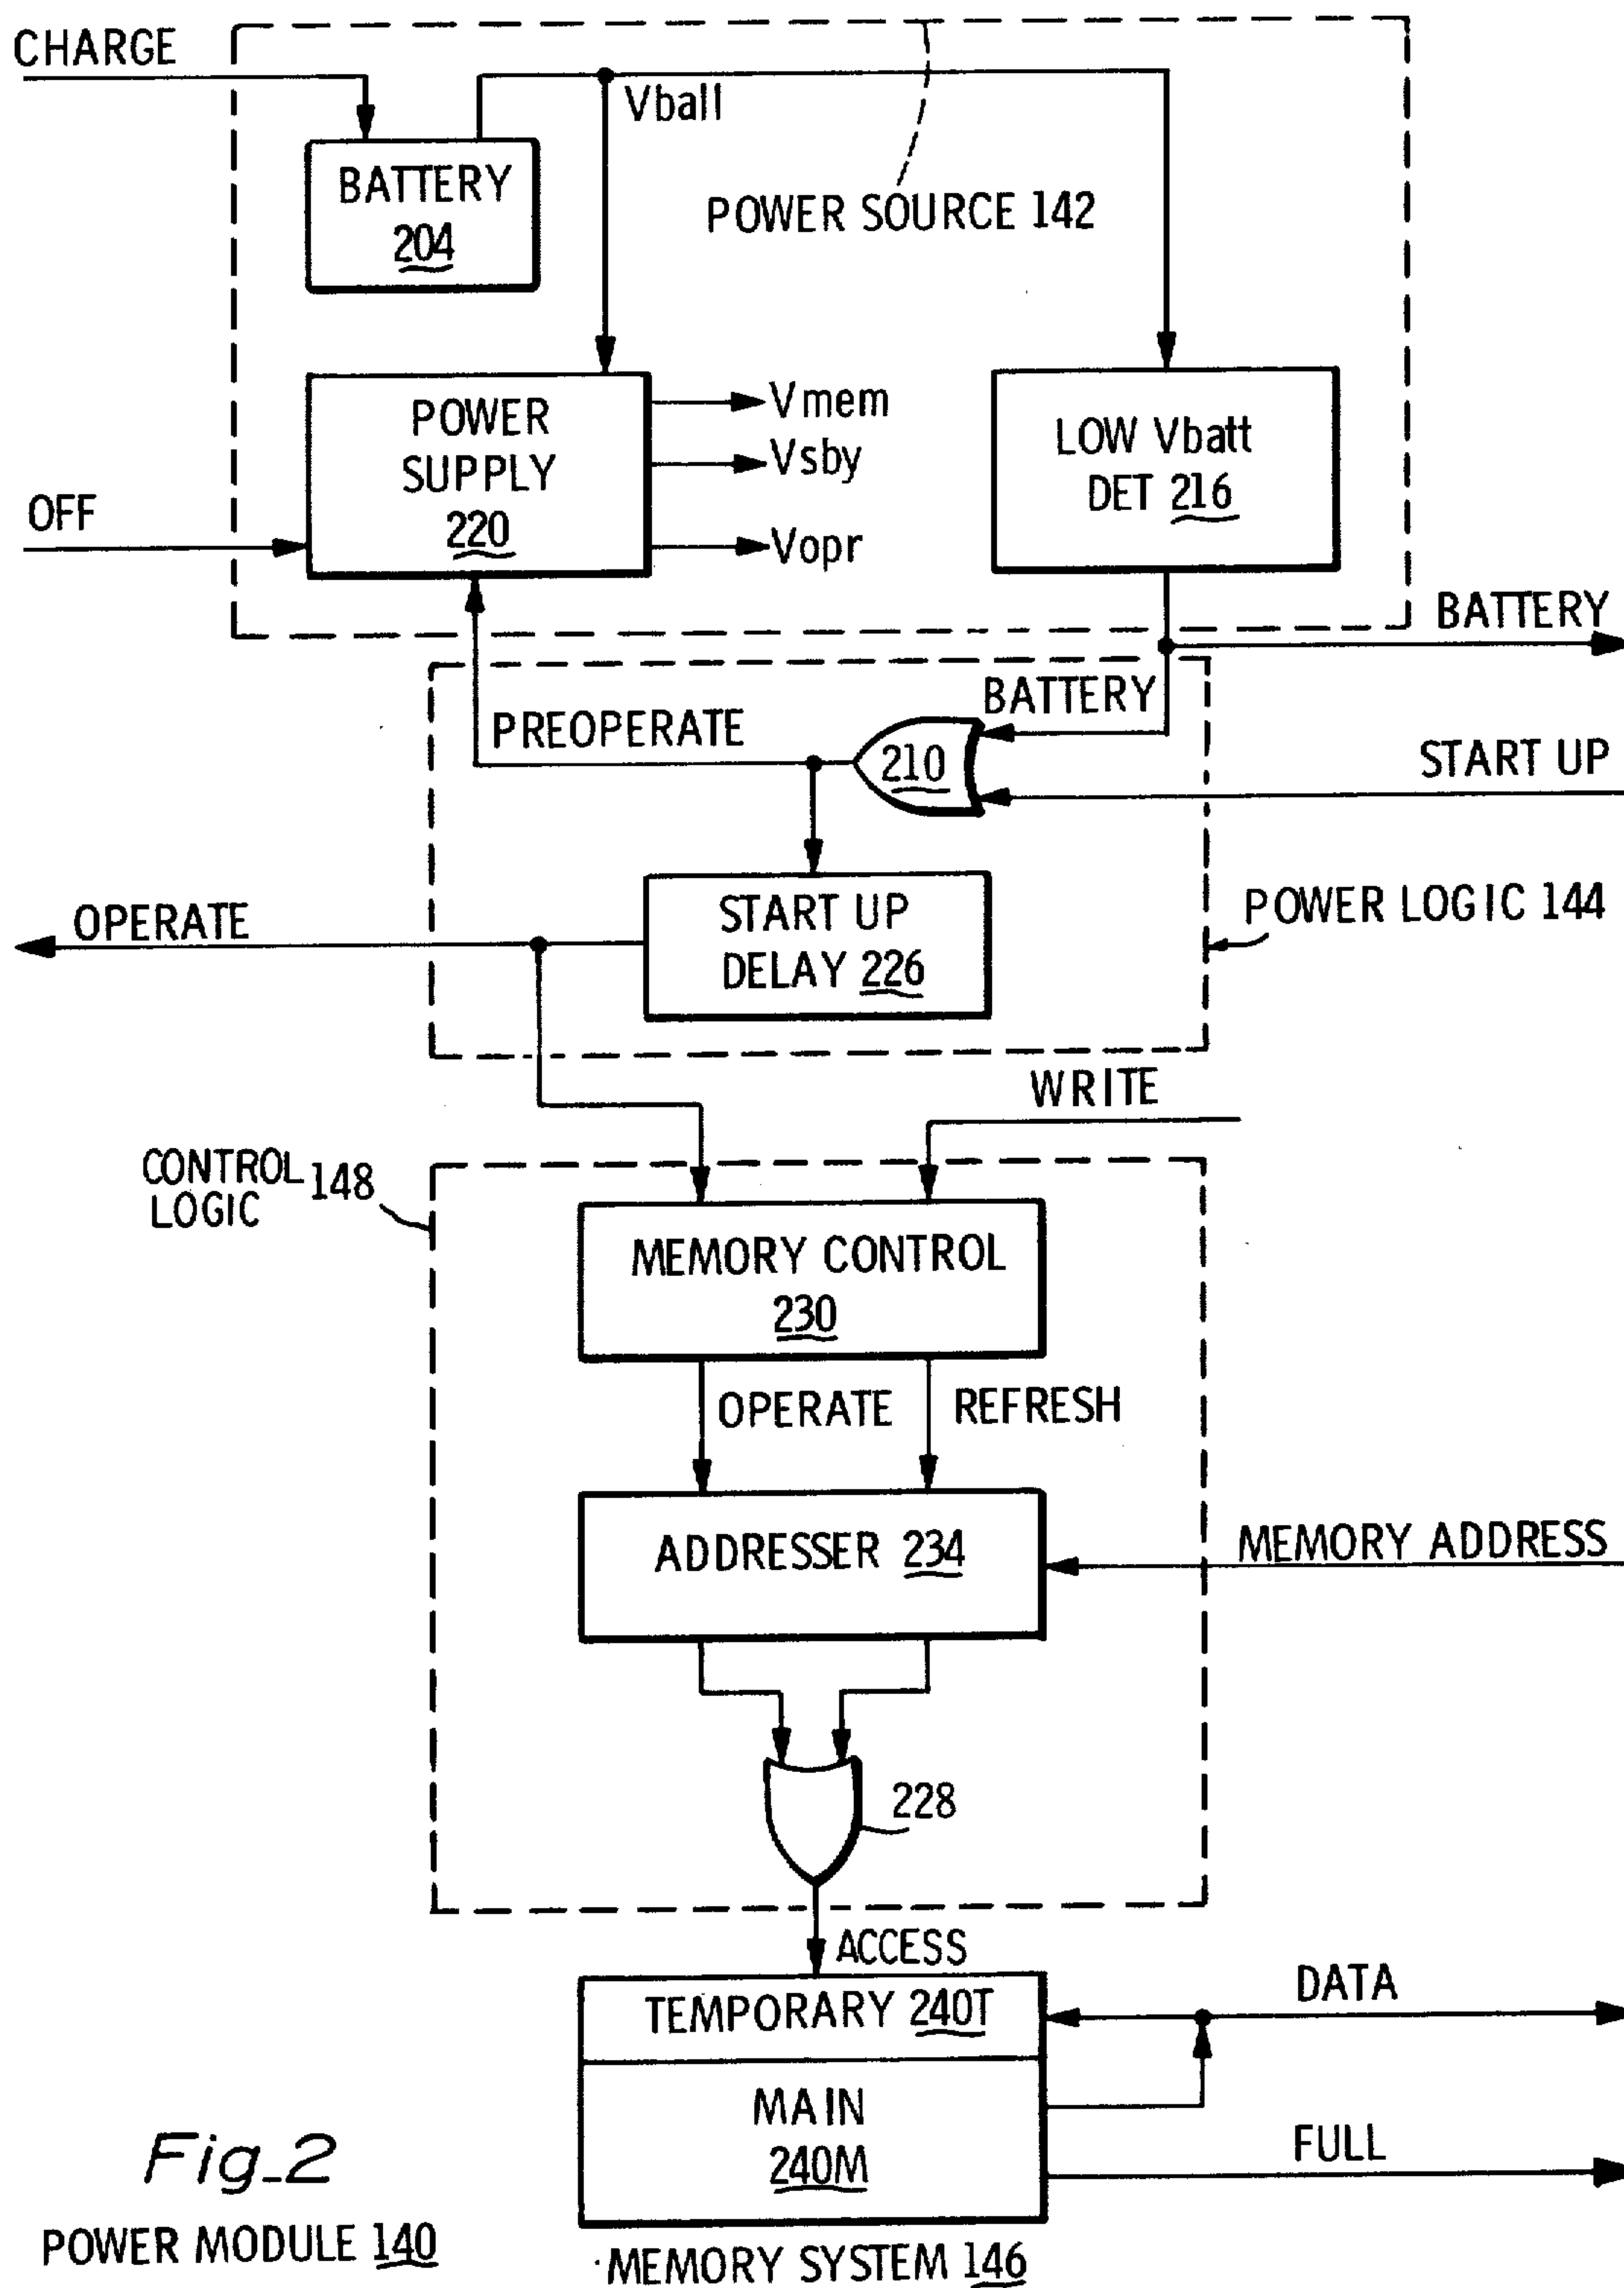 CHARGE
Vball
BATTERY
204
POWER SOURCE 142
POWER
SUPPLY
220
Vmem
Vsby
Vopr
LOW Vbatt
DET 216
OFF
BATTERY
BATTERY
PREOPERATE
210
START UP
START UP
DELAY 226
OPERATE
POWER LOGIC 144
WRITE
CONTROL 148
LOGIC
MEMORY CONTROL
230
OPERATE
REFRESH
ADDRESSER 234
MEMORY ADDRESS
228
ACCESS
TEMPORARY 240T
DATA
MAIN
240M
FULL
Fig_2
POWER MODULE 140
MEMORY SYSTEM 146